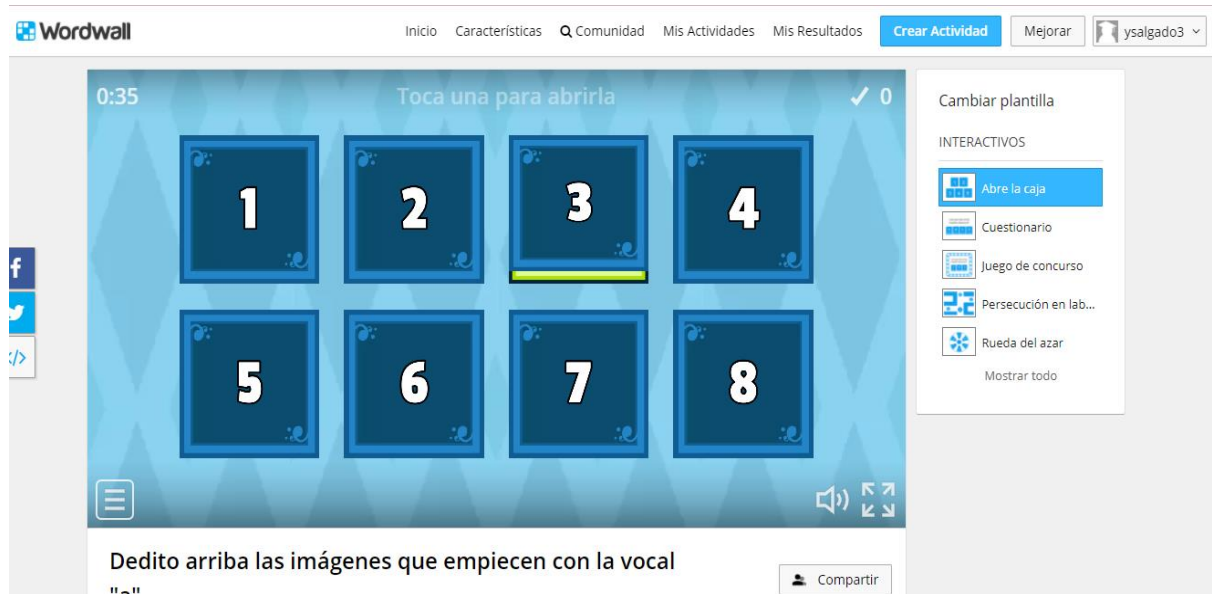 Wordwall
Inicio Características Comunidad Mis Actividades Mis Resultados Crear Actividad Mejorar ysalgado3
0:35 Toca una para abrirla 0
Cambiar plantilla
INTERACTIVOS
1 2 3 4
Abre la caja
Cuestionario
Juego de concurso
Persecución en lab...
Rueda del azar
Mostrar todo
5 6 7 8
f
</>
Dedito arriba las imágenes que empiecen con la vocal
Compartir